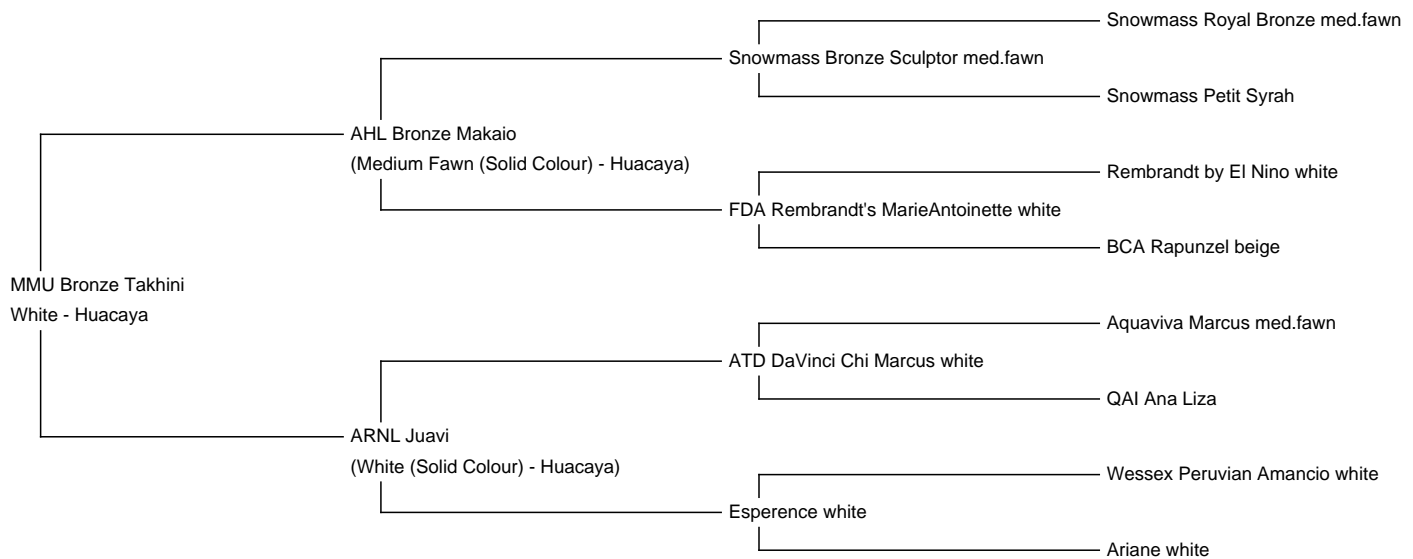 Snowmass Royal Bronze med.fawn
Snowmass Bronze Sculptor med.fawn
Snowmass Petit Syrah
AHL Bronze Makaio
(Medium Fawn (Solid Colour) - Huacaya)
Rembrandt by El Nino white
FDA Rembrandt's MarieAntoinette white
BCA Rapunzel beige
MMU Bronze Takhini
White - Huacaya
Aquaviva Marcus med.fawn
ATD DaVinci Chi Marcus white
QAI Ana Liza
ARNL Juavi
(White (Solid Colour) - Huacaya)
Wessex Peruvian Amancio white
Esperence white
Ariane white